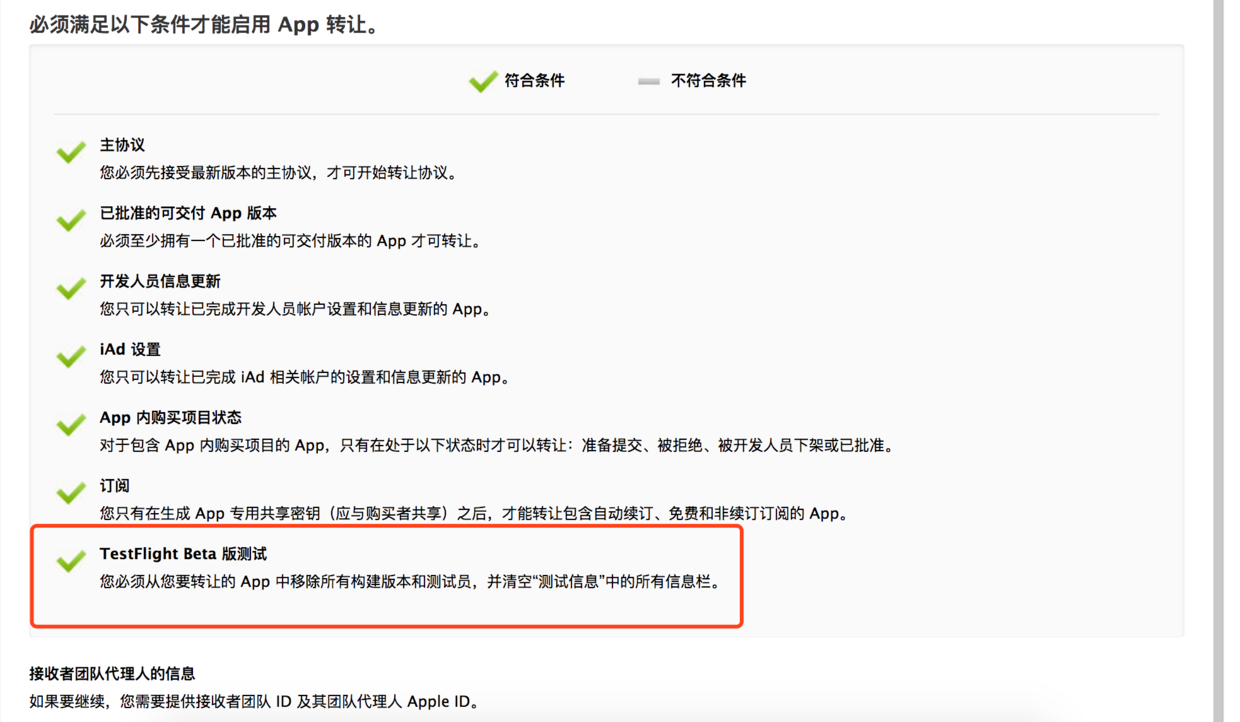 必须满足以下条件才能启用 App 转让。
符合条件 不符合条件
主协议
您必须先接受最新版本的主协议，才可开始转让协议。
已批准的可交付 App 版本
必须至少拥有一个已批准的可交付版本的 App 才可转让。
开发人员信息更新
您只可以转让已完成开发人员帐户设置和信息更新的 App。
iAd 设置
您只可以转让已完成 iAd 相关帐户的设置和信息更新的 App。
App 内购买项目状态
对于包含 App 内购买项目的 App，只有在处于以下状态时才可以转让：准备提交、被拒绝、被开发人员下架或已批准。
订阅
您只有在生成 App 专用共享密钥（应与购买者共享）之后，才能转让包含自动续订、免费和非续订订阅的 App。
TestFlight Beta 版测试
您必须从您要转让的 App 中移除所有构建版本和测试员，并清空“测试信息”中的所有信息栏。
接收者团队代理人的信息
如果要继续，您需要提供接收者团队 ID 及其团队代理人 Apple ID。